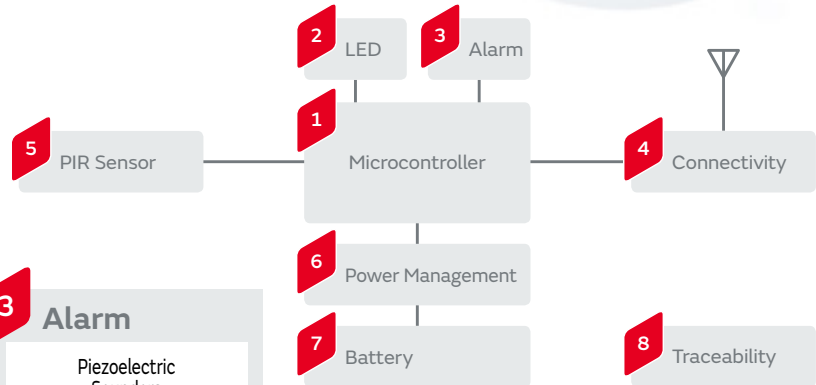 2
LED
3
Alarm
1
Microcontroller
5
PIR Sensor
4
Connectivity
6
Power Management
3
Alarm
Piezoelectric
Sounders
7
Battery
8
Traceability